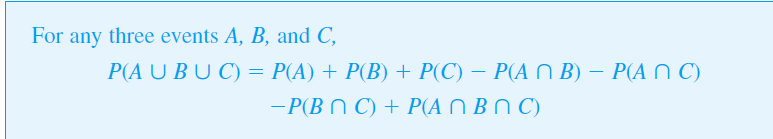 For any three events A, B, and C,
P(A ∪ B ∪ C) = P(A) + P(B) + P(C) − P(A ∩ B) − P(A ∩ C)
−P(B ∩ C) + P(A ∩ B ∩ C)